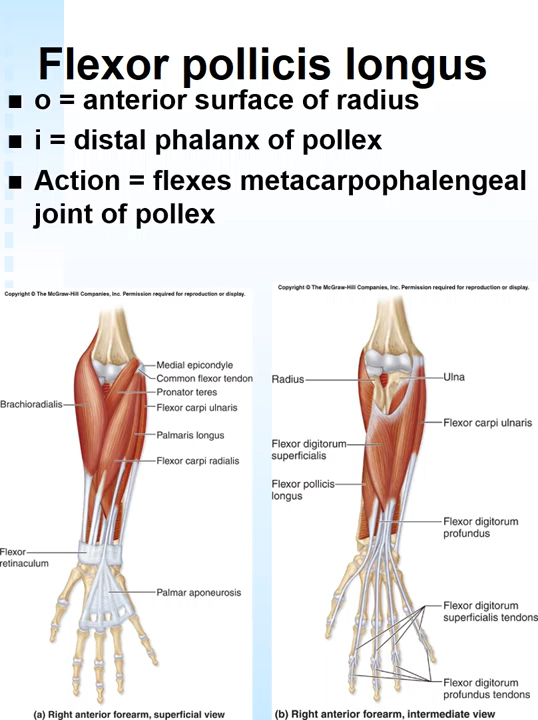 Flexor pollicis longus
o = anterior surface of radius
i = distal phalanx of pollex
Action = flexes metacarpophalengeal
joint of pollex
Copyright © The McGraw-Hill Companies, Inc. Permission required for reproduction or display.
Medial epicondyle
Common flexor tendon
Pronator teres
Brachioradialis
Flexor carpi ulnaris
Palmaris longus
Flexor carpi radialis
Flexor
retinaculum
Palmar aponeurosis
(a) Right anterior forearm, superficial view
Copyright © The McGraw-Hill Companies, Inc. Permission required for reproduction or display.
Radius
Ulna
Flexor carpi ulnaris
Flexor digitorum
superficialis
Flexor pollicis
longus
Flexor digitorum
profundus
Flexor digitorum
superficialis tendons
Flexor digitorum
profundus tendons
(b) Right anterior forearm, intermediate view